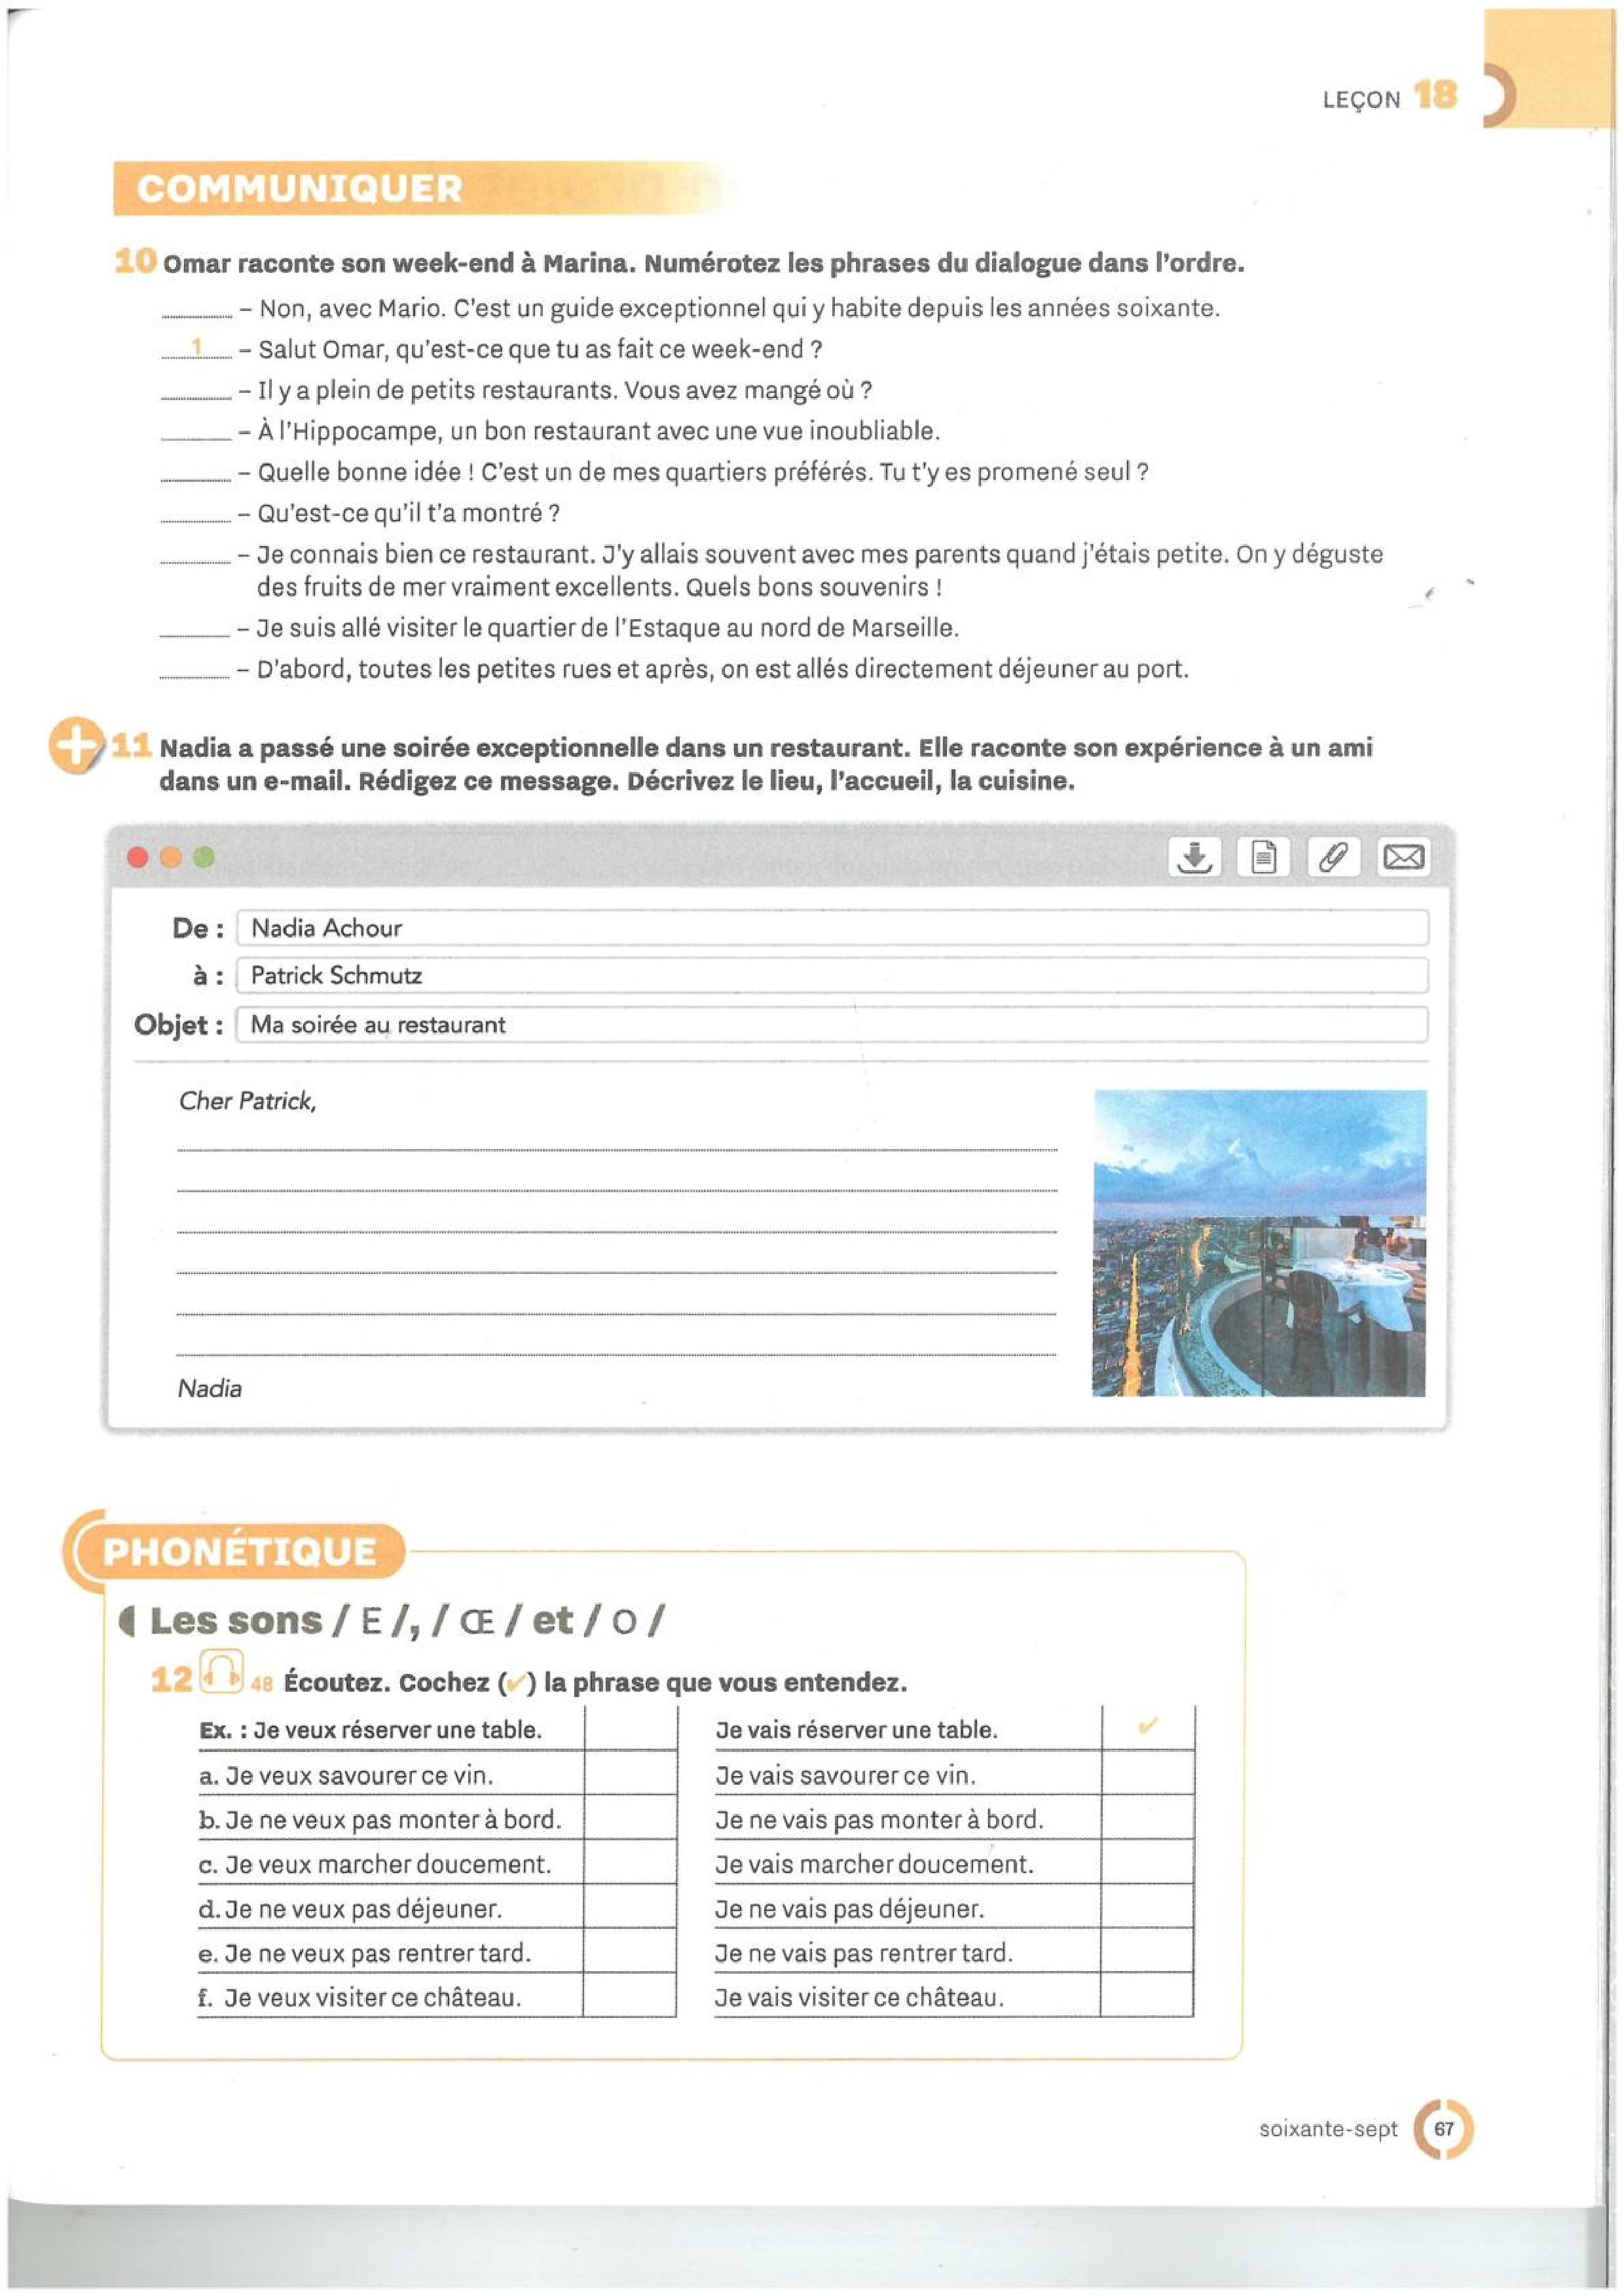 LEÇON 18
COMMUNIQUER
10 Omar raconte son week-end à Marina. Numérotez les phrases du dialogue dans l'ordre.
– Non, avec Mario. C'est un guide exceptionnel qui y habite depuis les années soixante.
1 – Salut Omar, qu'est-ce que tu as fait ce week-end ?
– Il y a plein de petits restaurants. Vous avez mangé où ?
– À l'Hippocampe, un bon restaurant avec une vue inoubliable.
– Quelle bonne idée ! C'est un de mes quartiers préférés. Tu t'y es promené seul ?
– Qu'est-ce qu'il t'a montré ?
– Je connais bien ce restaurant. J'y allais souvent avec mes parents quand j'étais petite. On y déguste
des fruits de mer vraiment excellents. Quels bons souvenirs !
– Je suis allé visiter le quartier de l'Estaque au nord de Marseille.
– D'abord, toutes les petites rues et après, on est allés directement déjeuner au port.
11 Nadia a passé une soirée exceptionnelle dans un restaurant. Elle raconte son expérience à un ami
dans un e-mail. Rédigez ce message. Décrivez le lieu, l'accueil, la cuisine.
De : Nadia Achour
à : Patrick Schmutz
Objet : Ma soirée au restaurant
Cher Patrick,
Nadia
PHONÉTIQUE
Les sons / E /, / Œ / et / O /
12 48 Écoutez. Cochez (✓) la phrase que vous entendez.
Ex. : Je veux réserver une table. Je vais réserver une table. ✓
a. Je veux savourer ce vin. Je vais savourer ce vin.
b. Je ne veux pas monter à bord. Je ne vais pas monter à bord.
c. Je veux marcher doucement. Je vais marcher doucement.
d. Je ne veux pas déjeuner. Je ne vais pas déjeuner.
e. Je ne veux pas rentrer tard. Je ne vais pas rentrer tard.
f. Je veux visiter ce château. Je vais visiter ce château.
soixante-sept 67